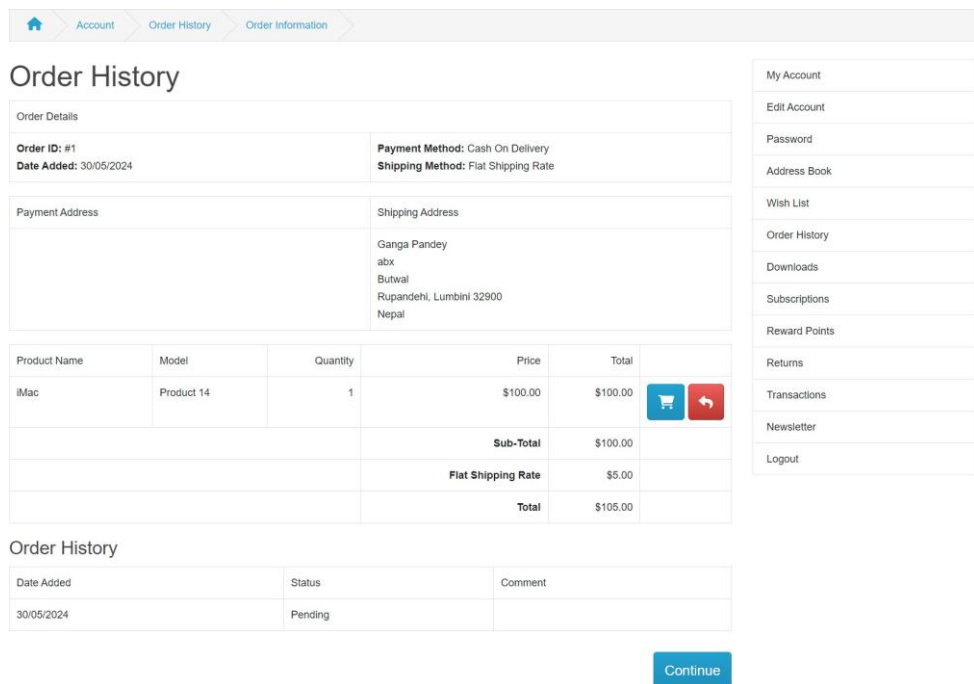 Account Order History Order Information
Order History
Order Details
Order ID: #1
Date Added: 30/05/2024
Payment Method: Cash On Delivery
Shipping Method: Flat Shipping Rate
Payment Address Shipping Address
Ganga Pandey
abx
Butwal
Rupandehi, Lumbini 32900
Nepal
Product Name Model Quantity Price Total
iMac Product 14 1 $100.00 $100.00
Sub-Total $100.00
Flat Shipping Rate $5.00
Total $105.00
Order History
Date Added Status Comment
30/05/2024 Pending
Continue
My Account
Edit Account
Password
Address Book
Wish List
Order History
Downloads
Subscriptions
Reward Points
Returns
Transactions
Newsletter
Logout